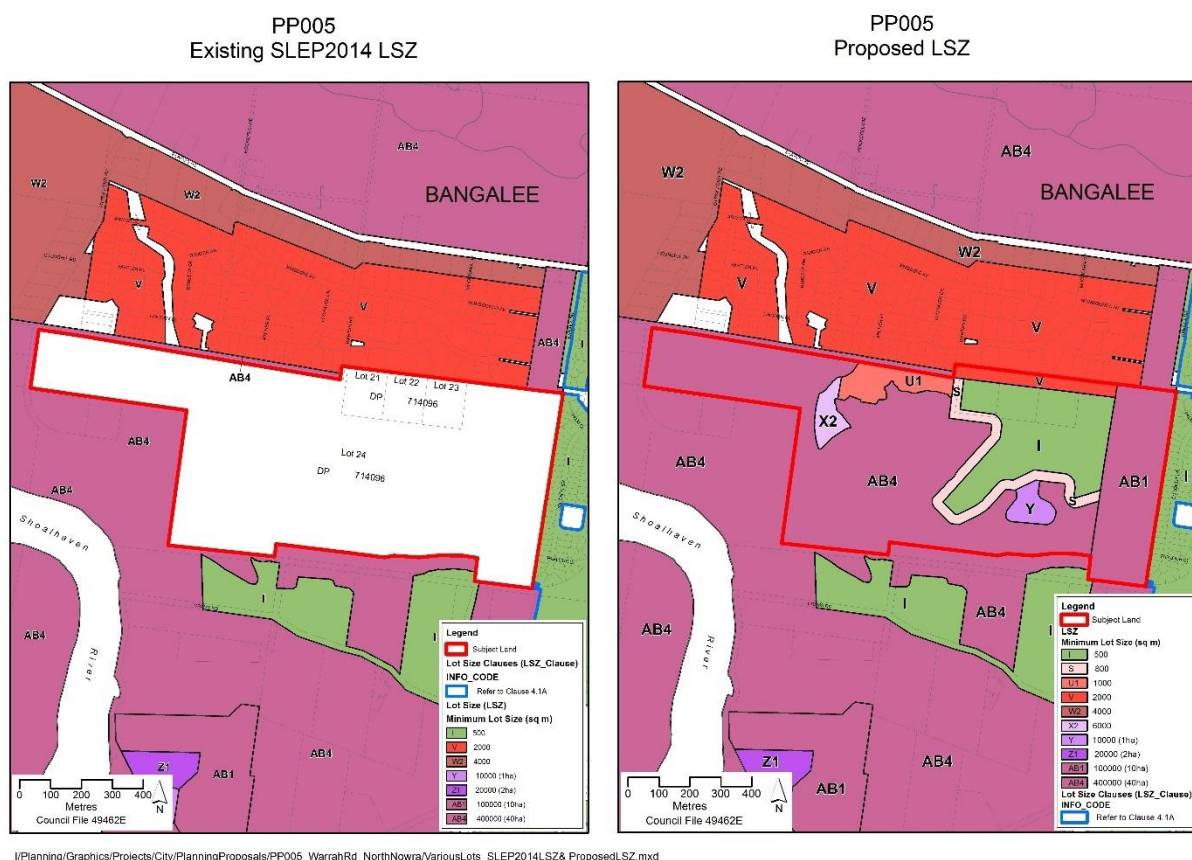 PP005
Existing SLEP2014 LSZ
AB4
BANGALEE
W2
W2
V
V
AB4
I
AB4
Lot 21
Lot 22
Lot 23
DP
714096
Lot 24
DP
714096
I
AB4
AB4
Shoalhaven
River
AB4
I
I
AB4
AB1
Z1
0 100 200 300 400
Metres
N
Council File 49462E
Legend
Subject Land
Lot Size Clauses (LSZ_Clause)
INFO_CODE
Refer to Clause 4.1A
Lot Size (LSZ)
Minimum Lot Size (sq m)
I 500
V 2000
W2 4000
Y 10000 (1ha)
Z1 20000 (2ha)
AB1 100000 (10ha)
AB4 400000 (40ha)
PP005
Proposed LSZ
AB4
BANGALEE
W2
W2
V
V
V
V
I
U1
S
X2
I
I
AB4
AB4
AB1
S
Y
Shoalhaven
River
AB4
I
AB4
I
AB4
AB1
Z1
0 100 200 300 400
Metres
N
Council File 49462E
Legend
Subject Land
LSZ
Minimum Lot Size (sq m)
I 500
S 800
U1 1000
V 2000
W2 4000
X2 6000
Y 10000 (1ha)
Z1 20000 (2ha)
AB1 100000 (10ha)
AB4 400000 (40ha)
Lot Size Clauses (LSZ_Clause)
INFO_CODE
Refer to Clause 4.1A
I/Planning/Graphics/Projects/City/PlanningProposals/PP005_WarrahRd_NorthNowra/VariousLots_SLEP2014LSZ& ProposedLSZ.mxd